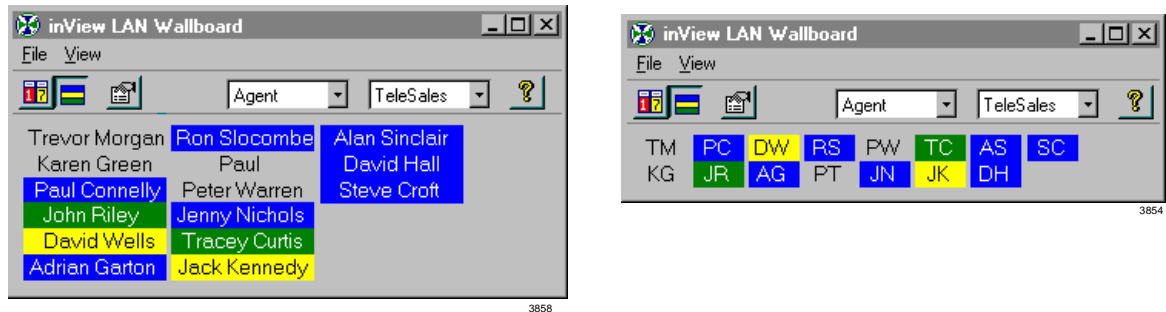 inView LAN Wallboard
File View
17 Agent TeleSales ?
Trevor Morgan Ron Slocombe Alan Sinclair
Karen Green Paul David Hall
Paul Connelly Peter Warren Steve Croft
John Riley Jenny Nichols
David Wells Tracey Curtis
Adrian Garton Jack Kennedy
3858
inView LAN Wallboard
File View
17 Agent TeleSales ?
TM PC DW RS PW TC AS SC
KG JR AG PT JN JK DH
3854